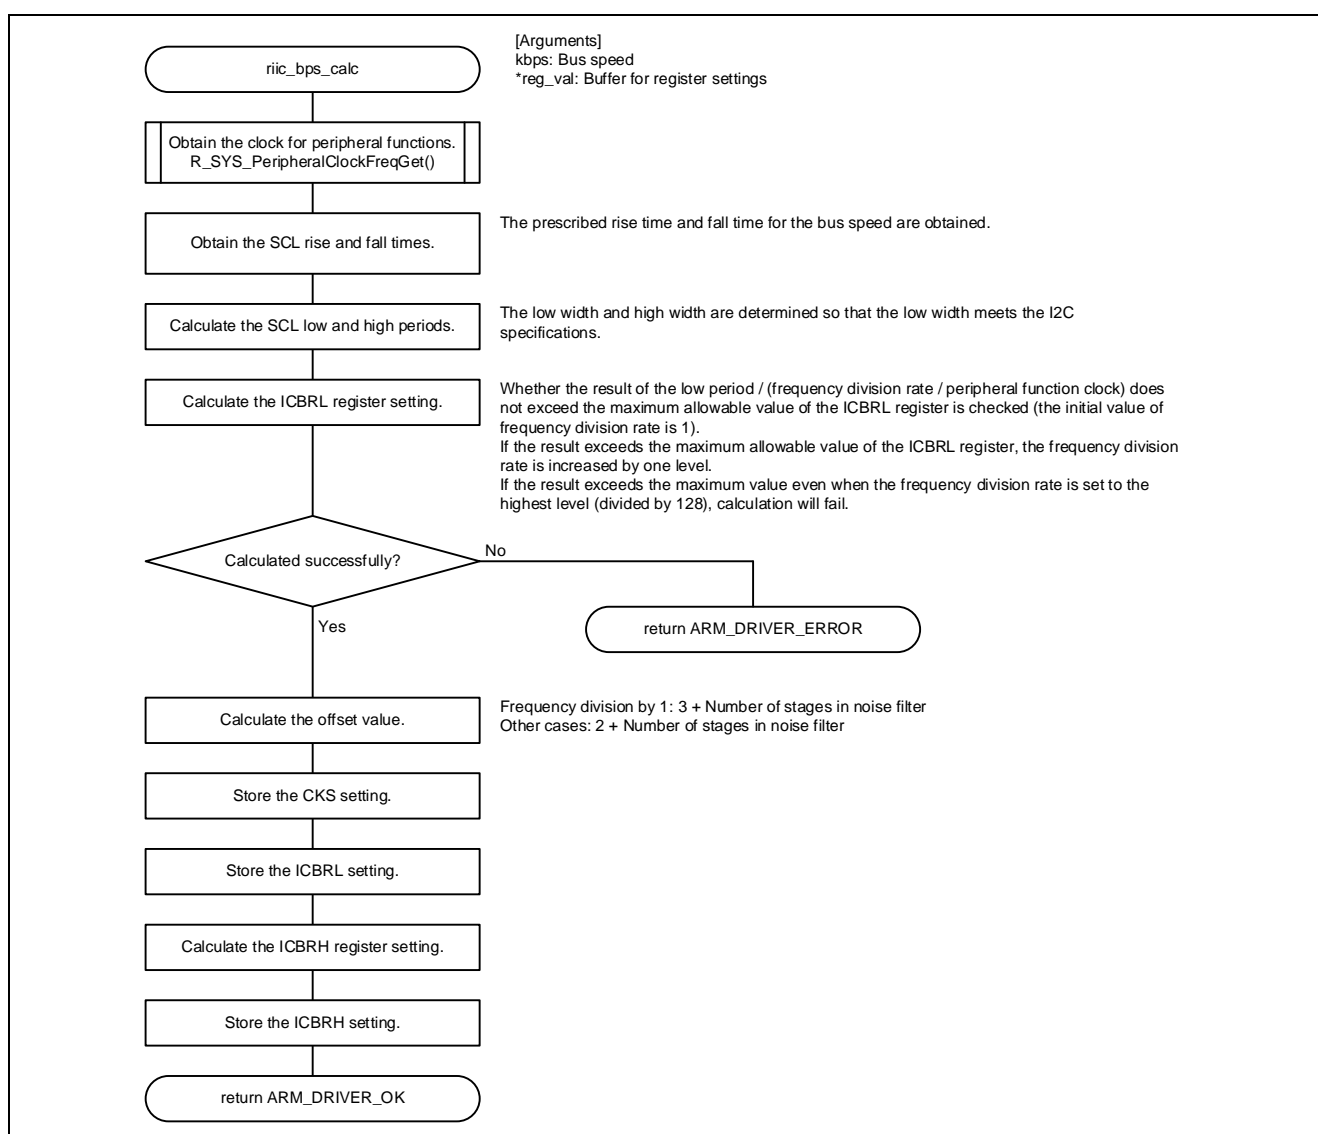 [Arguments]
kbps: Bus speed
*reg_val: Buffer for register settings
riic_bps_calc
Obtain the clock for peripheral functions.
R_SYS_PeripheralClockFreqGet()
Obtain the SCL rise and fall times.
The prescribed rise time and fall time for the bus speed are obtained.
Calculate the SCL low and high periods.
The low width and high width are determined so that the low width meets the I2C
specifications.
Calculate the ICBRL register setting.
Whether the result of the low period / (frequency division rate / peripheral function clock) does
not exceed the maximum allowable value of the ICBRL register is checked (the initial value of
frequency division rate is 1).
If the result exceeds the maximum allowable value of the ICBRL register, the frequency division
rate is increased by one level.
If the result exceeds the maximum value even when the frequency division rate is set to the
highest level (divided by 128), calculation will fail.
Calculated successfully?
No
return ARM_DRIVER_ERROR
Yes
Calculate the offset value.
Frequency division by 1: 3 + Number of stages in noise filter
Other cases: 2 + Number of stages in noise filter
Store the CKS setting.
Store the ICBRL setting.
Calculate the ICBRH register setting.
Store the ICBRH setting.
return ARM_DRIVER_OK